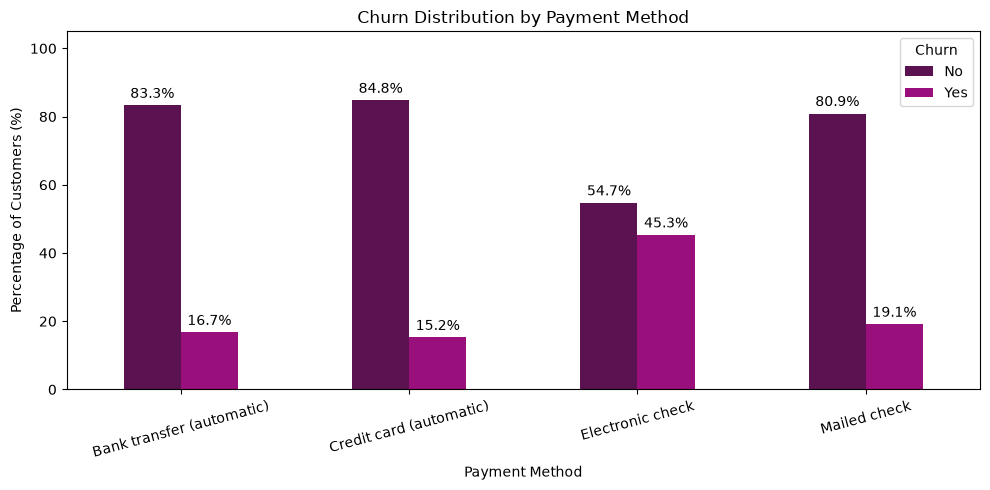 Churn Distribution by Payment Method
Percentage of Customers (%)
100
80
60
40
20
0
83.3%
16.7%
84.8%
15.2%
54.7%
45.3%
80.9%
19.1%
Churn
No
Yes
Bank transfer (automatic)
Credit card (automatic)
Electronic check
Mailed check
Payment Method